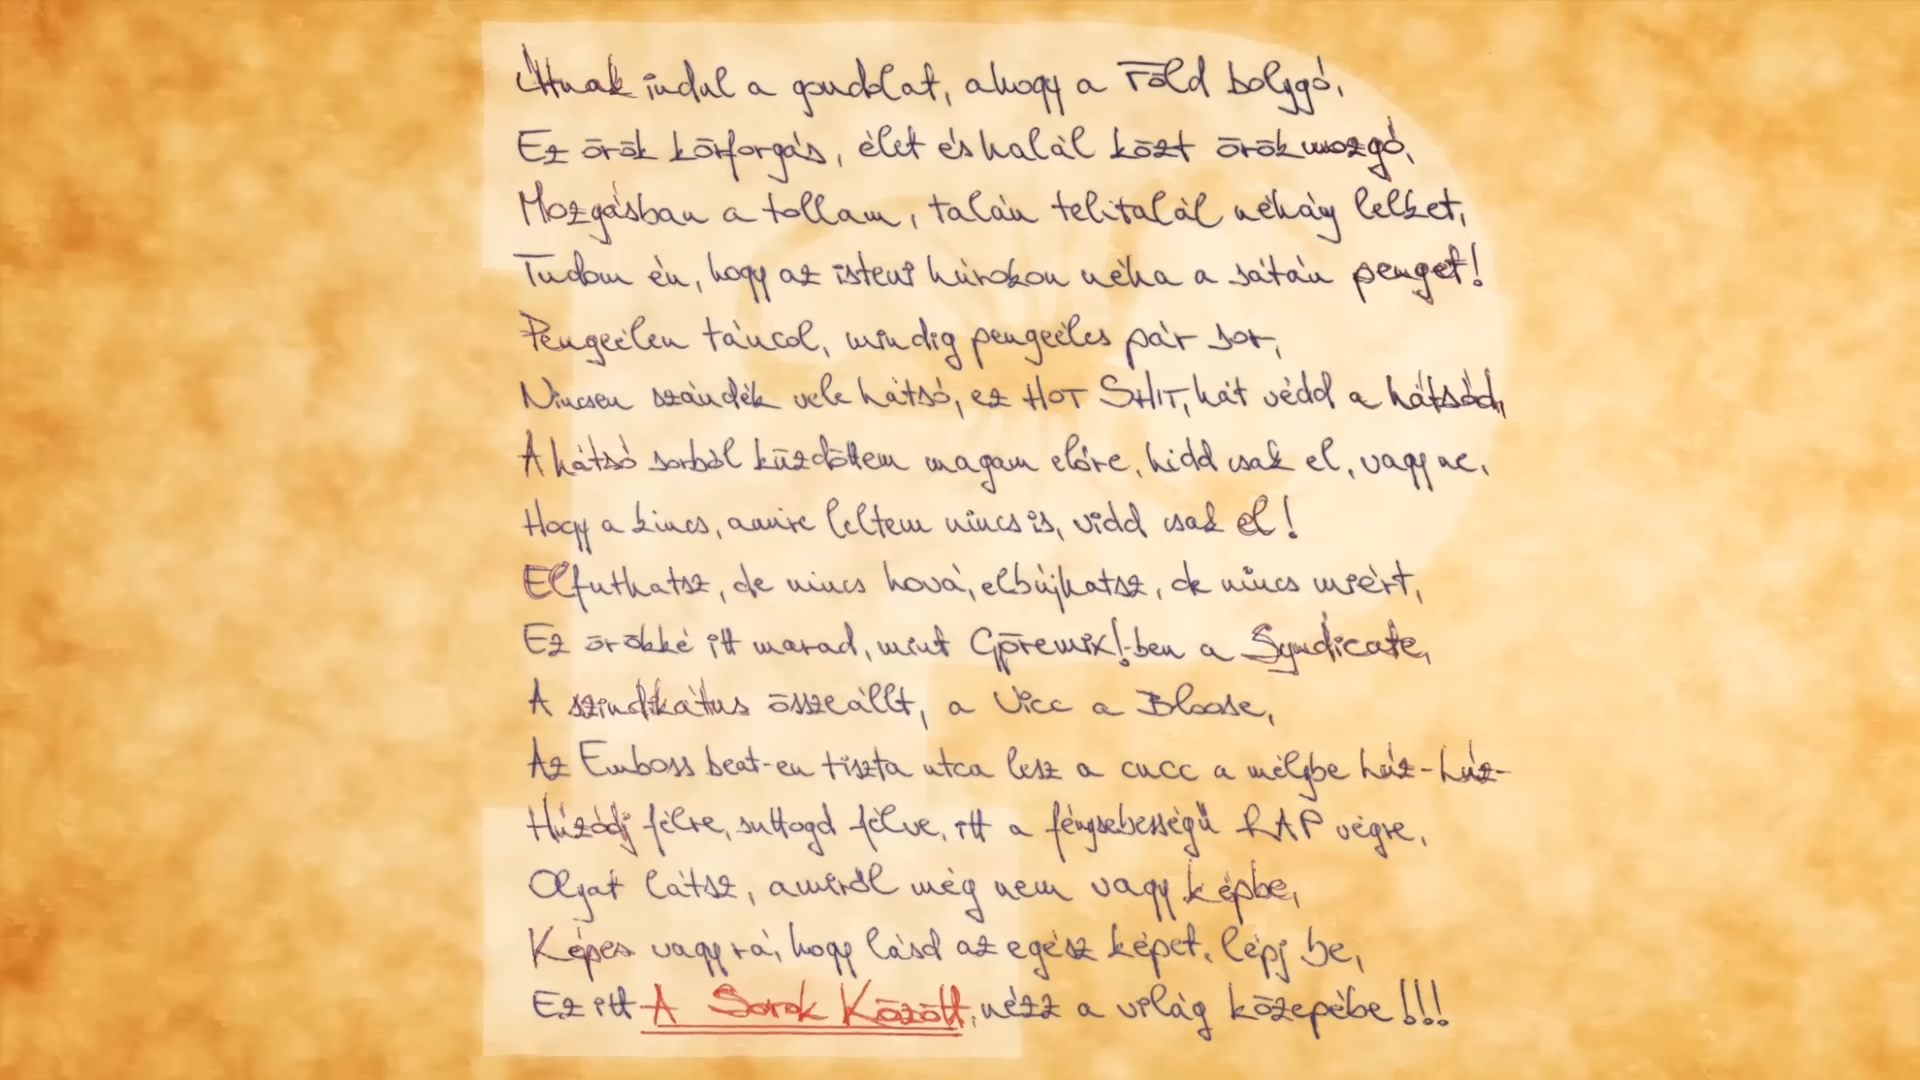 Útnak indul a gondolat, ahogy a Föld bolygó,
Ez örök körforgás, élet és halál közt örökmozgó,
Mozgásban a tollam, talán telitalál néhány lelket,
Tudom én, hogy az isteni húrokon néha a sátán penget!
Pengeélen táncol, mindig pengeéles pár sor,
Nincsen szándék vele hátsó, ez HOT SHIT, hát védd a hátsód,
A hátsó sorból küzdöttem magam előre, hidd csak el, vagy ne,
Hogy a kincs, amire leltem nincs is, vidd csak el!
Elfuthatsz, de nincs hová, elbújhatsz, de nincs miért,
Ez örökké itt marad, mint Gpremix!-ben a Syndicate,
A szindikátus összeállt, a Vicc a Bloose,
Az Emboss beat-en tiszta utca lesz a cucc a mélybe húz-húz-
Húzódj félre, suttogd félve, itt a fénysebességű RAP végre,
Olyat látsz, amiről még nem vagy képbe,
Képes vagy rá, hogy lásd az egész képet, lépj be,
Ez itt A Sorok Között, nézz a világ közepébe!!!